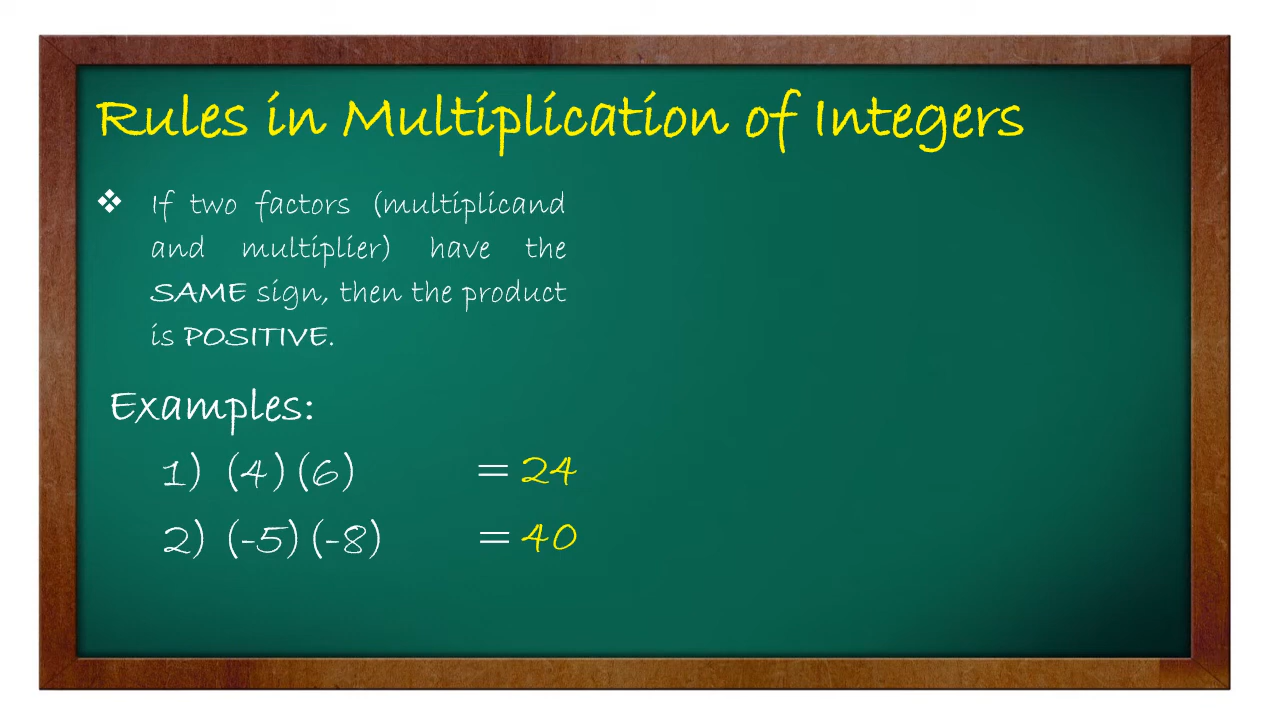 Rules in Multiplication of Integers
❖ If two factors (multiplicand
and multiplier) have the
SAME sign, then the product
is POSITIVE.
Examples:
1) (4)(6) = 24
2) (-5)(-8) = 40